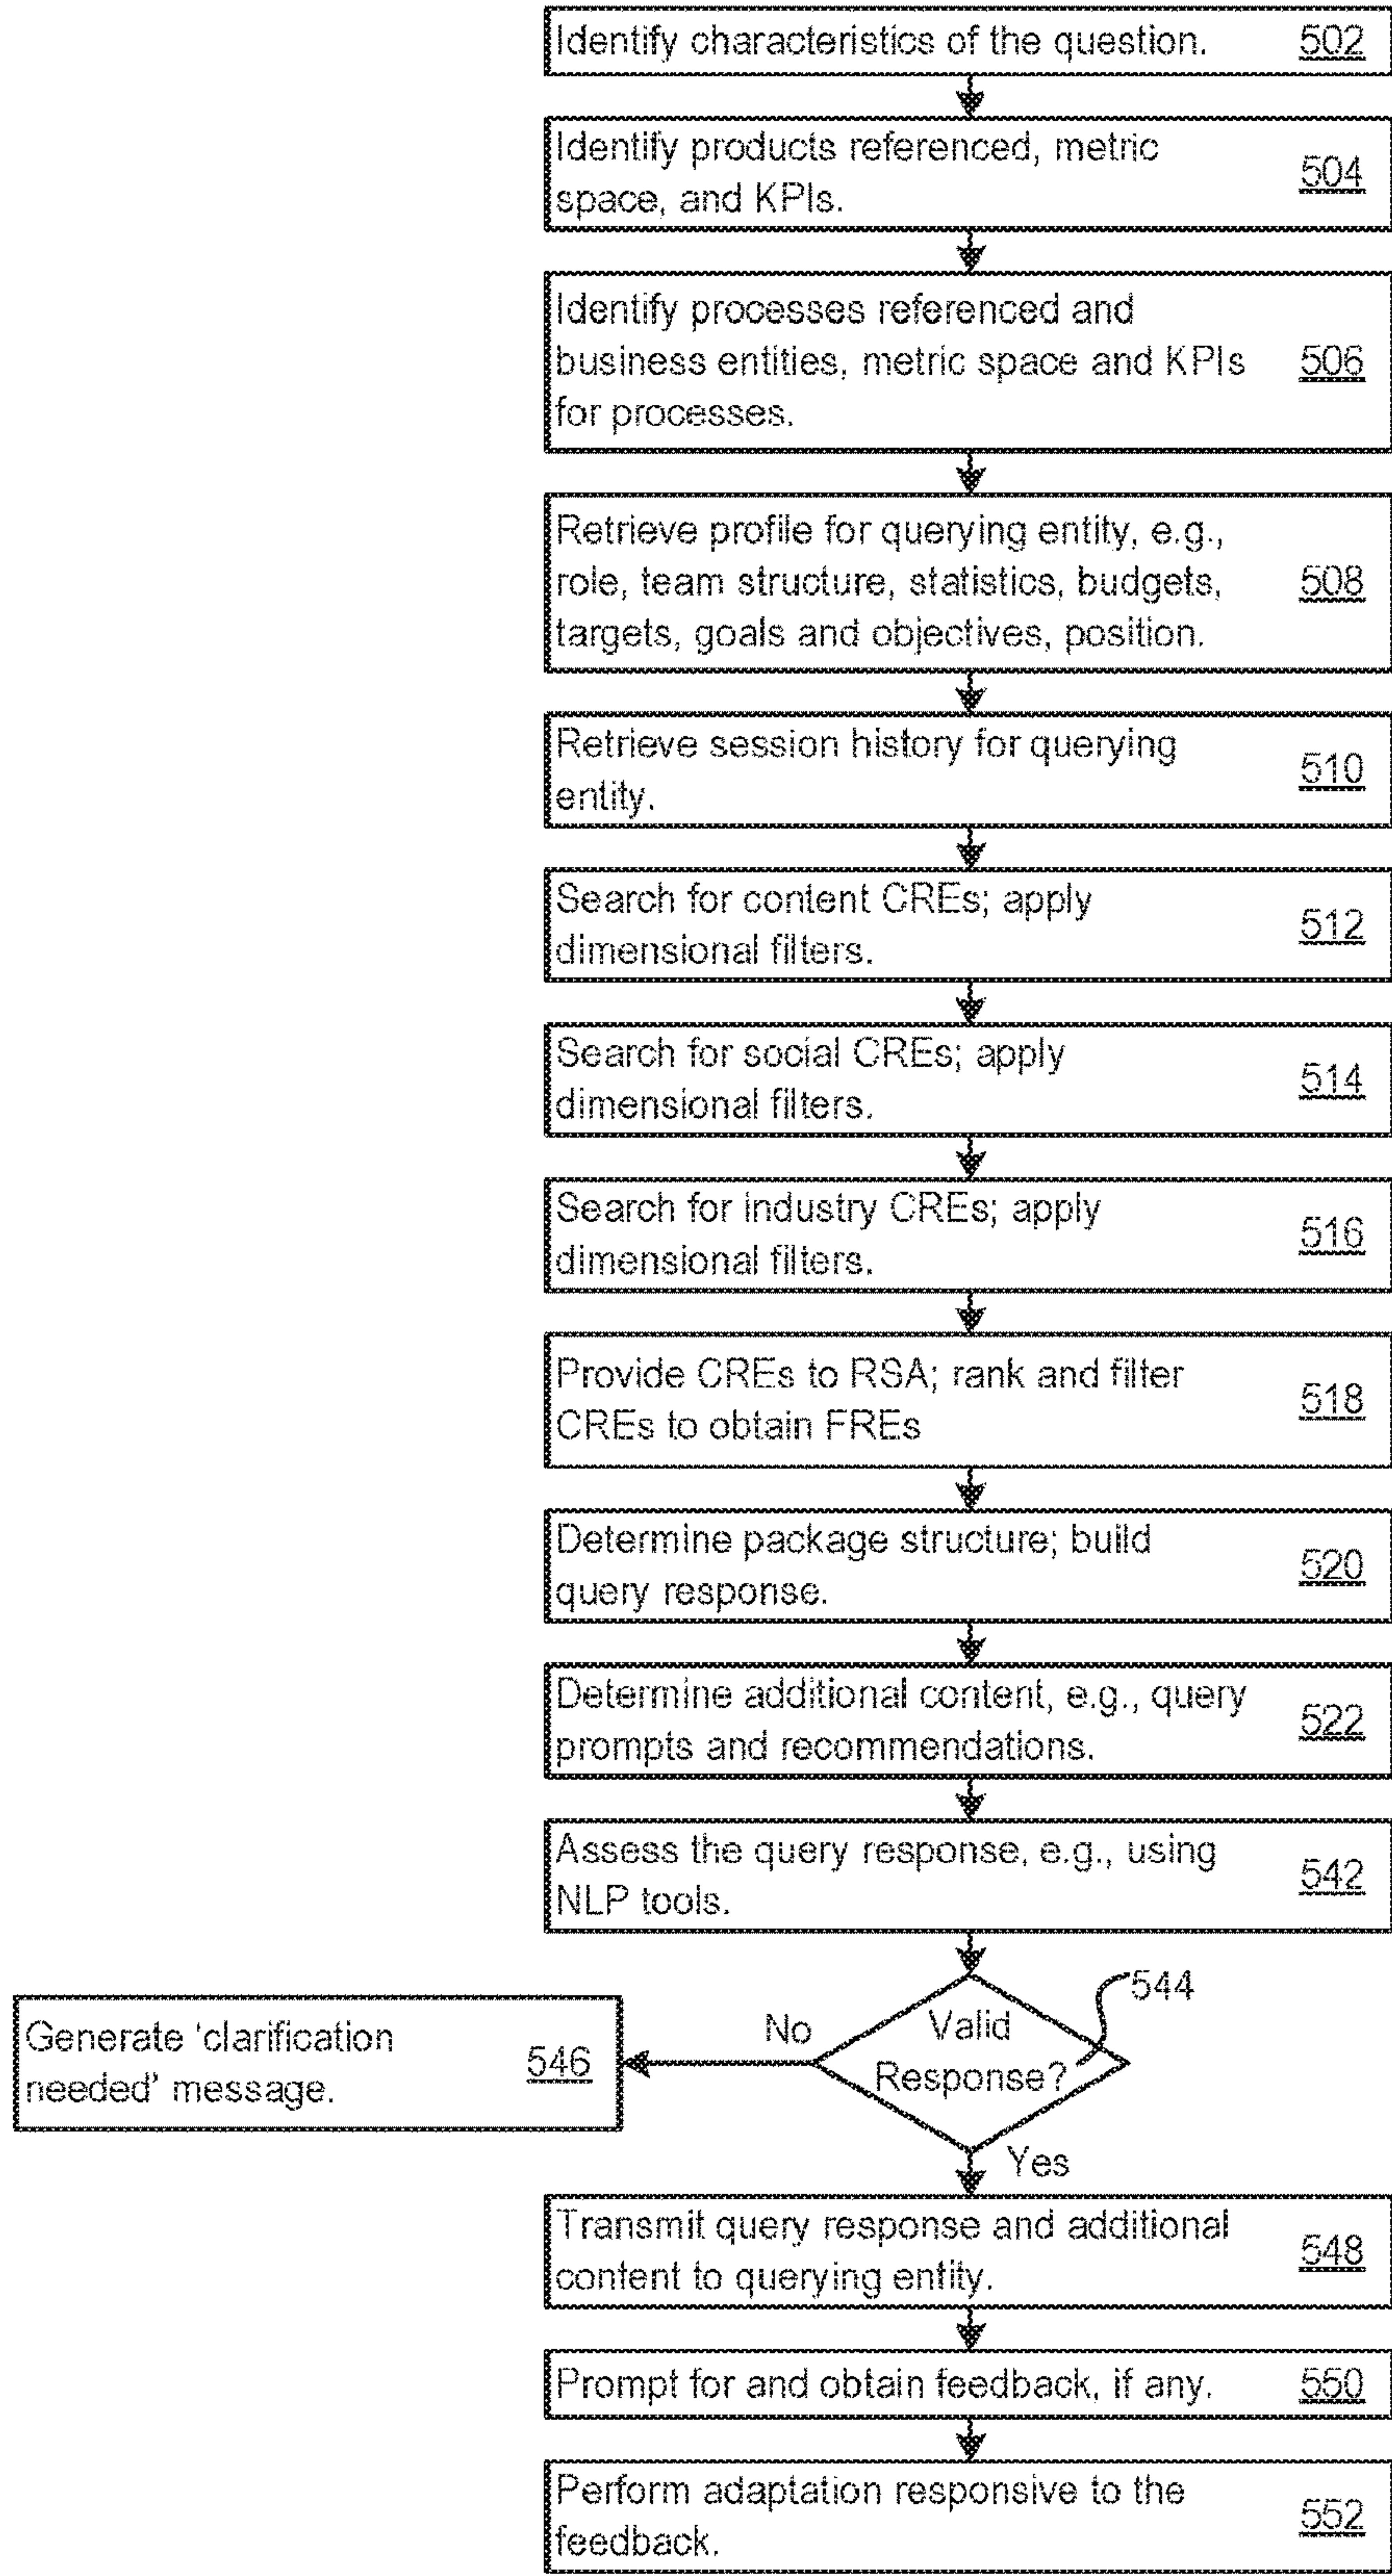 Identify characteristics of the question. 502
Identify products referenced, metric
space, and KPIs.
504
Identify processes referenced and
business entities, metric space and KPIs
for processes.
506
Retrieve profile for querying entity, e.g.,
role, team structure, statistics, budgets,
targets, goals and objectives, position.
508
Retrieve session history for querying
entity.
510
Search for content CREs; apply
dimensional filters.
512
Search for social CREs; apply
dimensional filters.
514
Search for industry CREs; apply
dimensional filters.
516
Provide CREs to RSA; rank and filter
CREs to obtain FREs
518
Determine package structure; build
query response.
520
Determine additional content, e.g., query
prompts and recommendations.
522
Assess the query response, e.g., using
NLP tools.
542
Valid
Response?
544
No
Generate 'clarification
needed' message.
546
Yes
Transmit query response and additional
content to querying entity.
548
Prompt for and obtain feedback, if any. 550
Perform adaptation responsive to the
feedback.
552